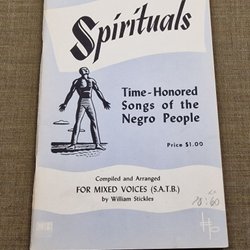 Spirituals
Time-Honored
Songs of the
Negro People
Price $1.00
Compiled and Arranged
FOR MIXED VOICES (S.A.T.B.)
by William Stickles